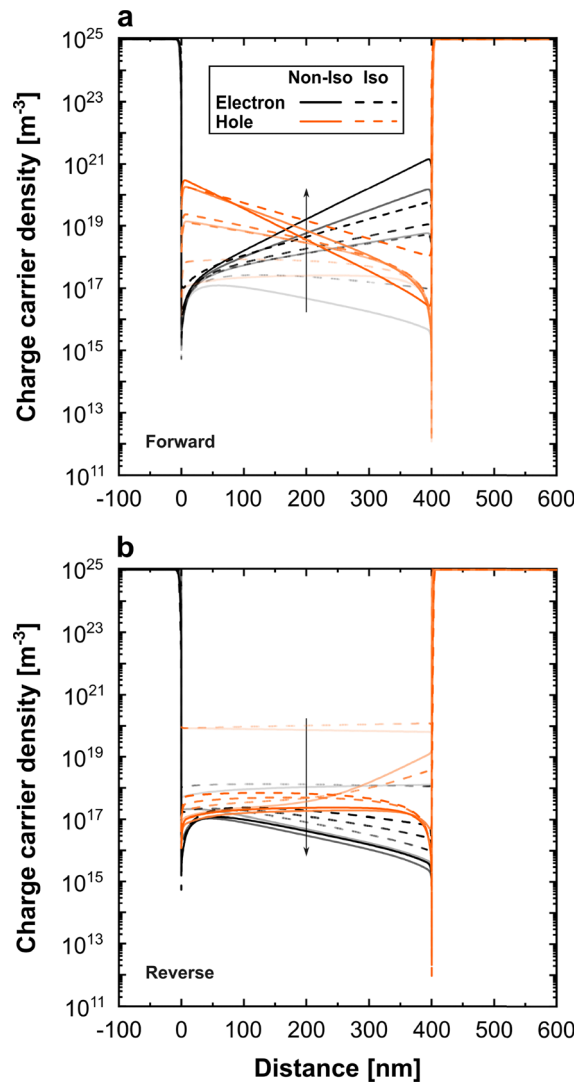 a
10^25
10^23
10^21
10^19
10^17
10^15
10^13
10^11
Charge carrier density [m^-3]
Non-Iso Iso
Electron
Hole
Forward
-100 0 100 200 300 400 500 600
b
10^25
10^23
10^21
10^19
10^17
10^15
10^13
10^11
Charge carrier density [m^-3]
Reverse
-100 0 100 200 300 400 500 600
Distance [nm]